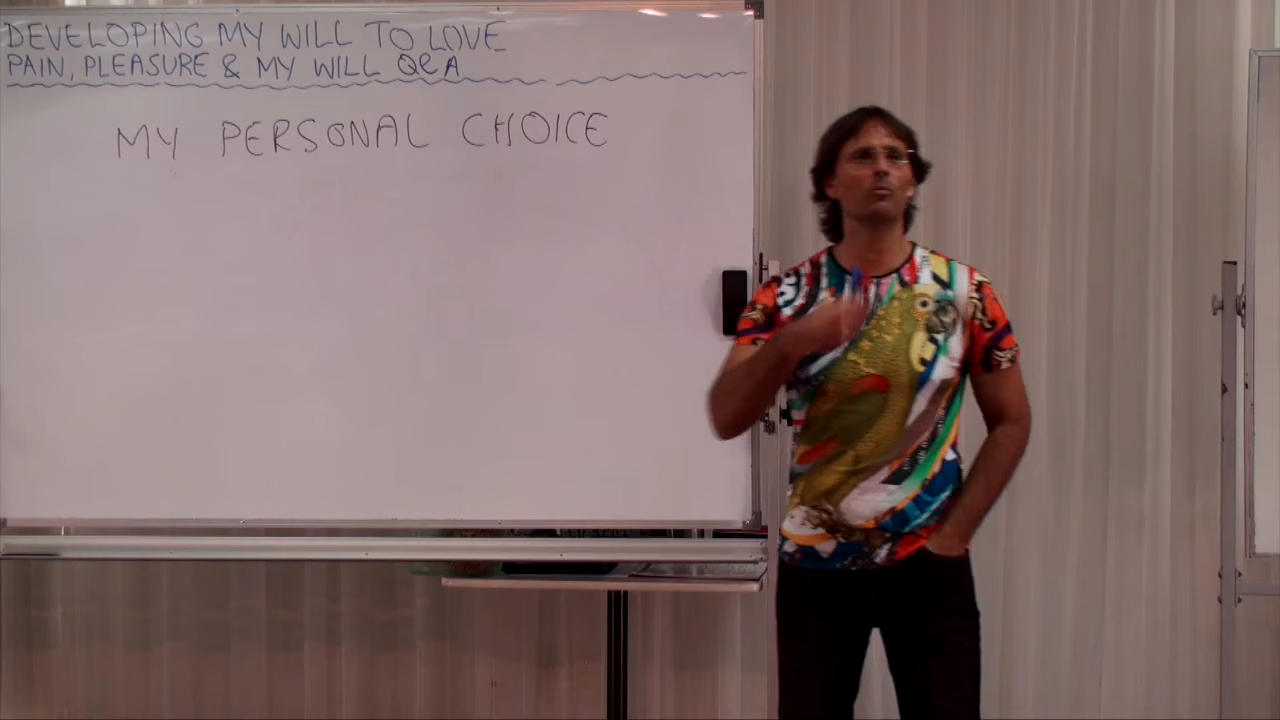 DEVELOPING MY WILL TO LOVE
PAIN, PLEASURE & MY WILL Q&A
MY PERSONAL CHOICE